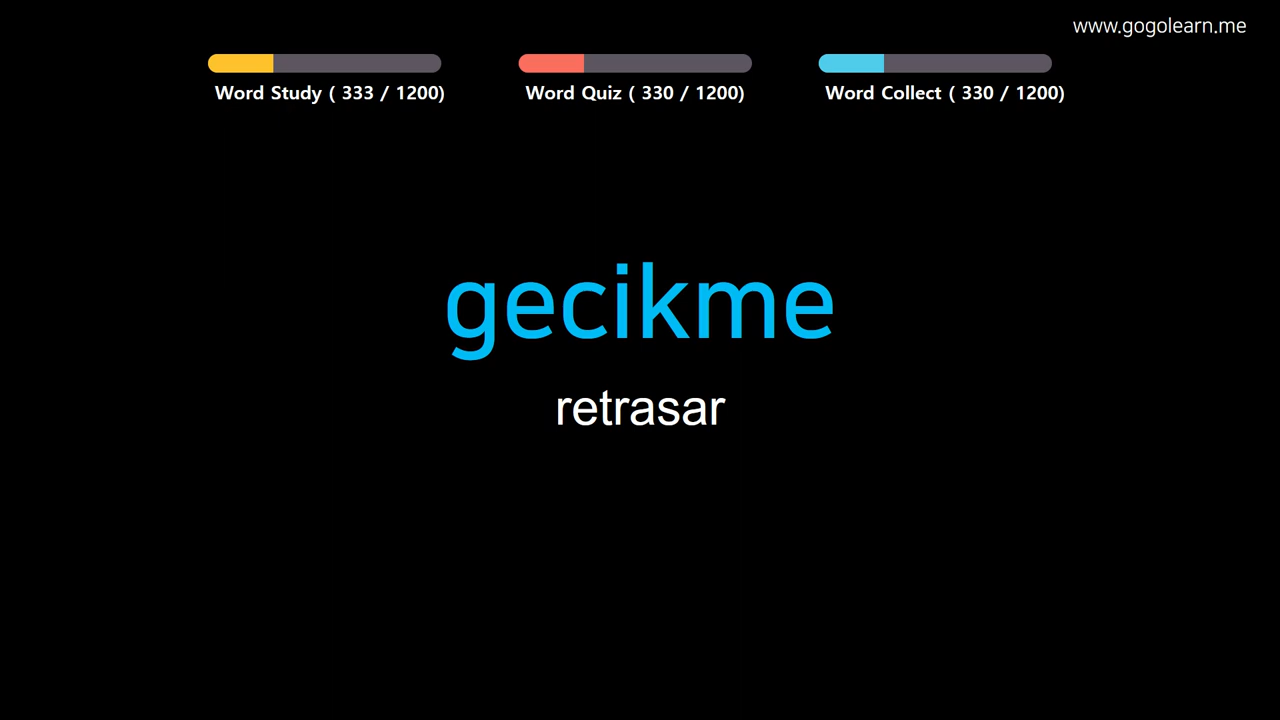 www.gogolearn.me
Word Study ( 333 / 1200)
Word Quiz ( 330 / 1200)
Word Collect ( 330 / 1200)
gecikme
retrasar